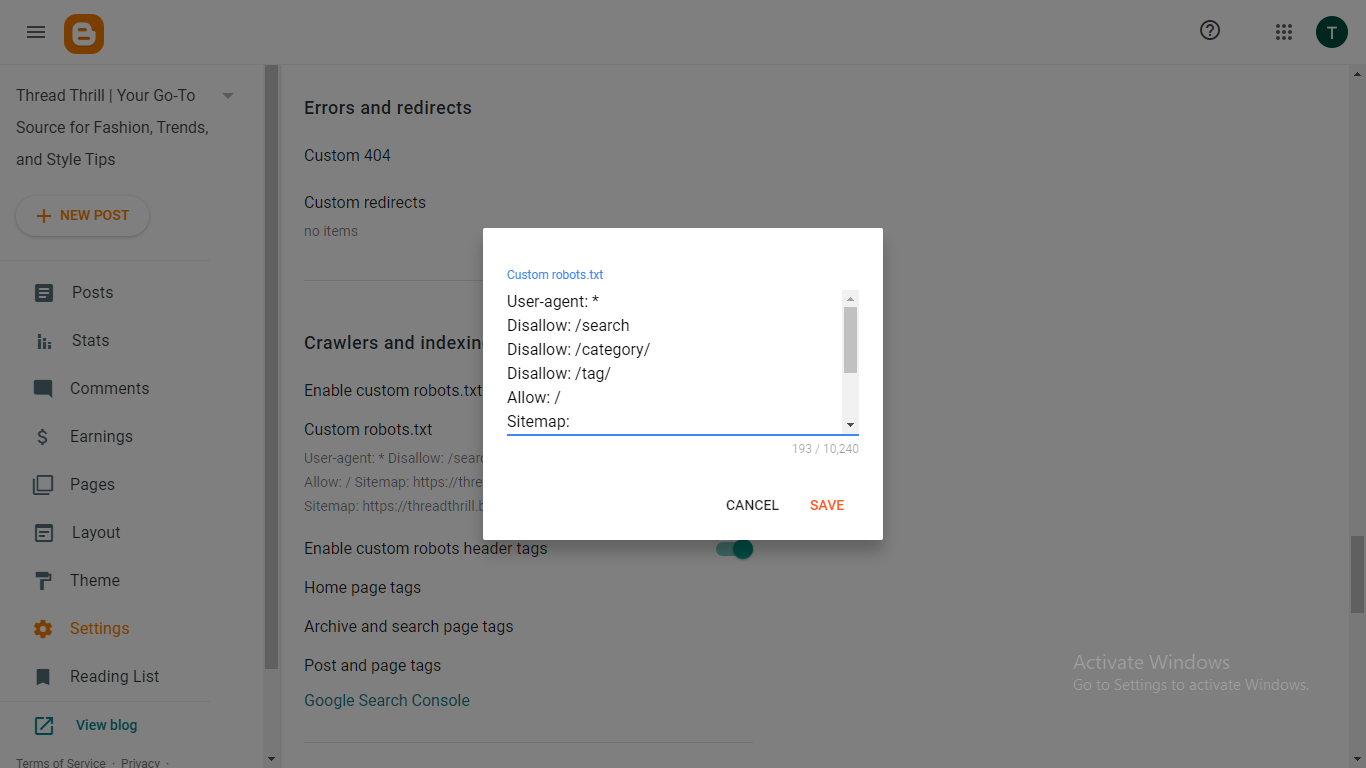 T
Thread Thrill | Your Go-To
Source for Fashion, Trends,
and Style Tips
NEW POST
Posts
Stats
Comments
Earnings
Pages
Layout
Theme
Settings
Reading List
View blog
Terms of Service · Privacy ·
Errors and redirects
Custom 404
Custom redirects
no items
Crawlers and indexin
Enable custom robots.txt
Custom robots.txt
User-agent: * Disallow: /sear
Allow: / Sitemap: https://thre
Sitemap: https://threadthrill.b
Enable custom robots header tags
Home page tags
Archive and search page tags
Post and page tags
Google Search Console
Custom robots.txt
User-agent: *
Disallow: /search
Disallow: /category/
Disallow: /tag/
Allow: /
Sitemap:
193 / 10,240
CANCEL SAVE
Activate Windows
Go to Settings to activate Windows.